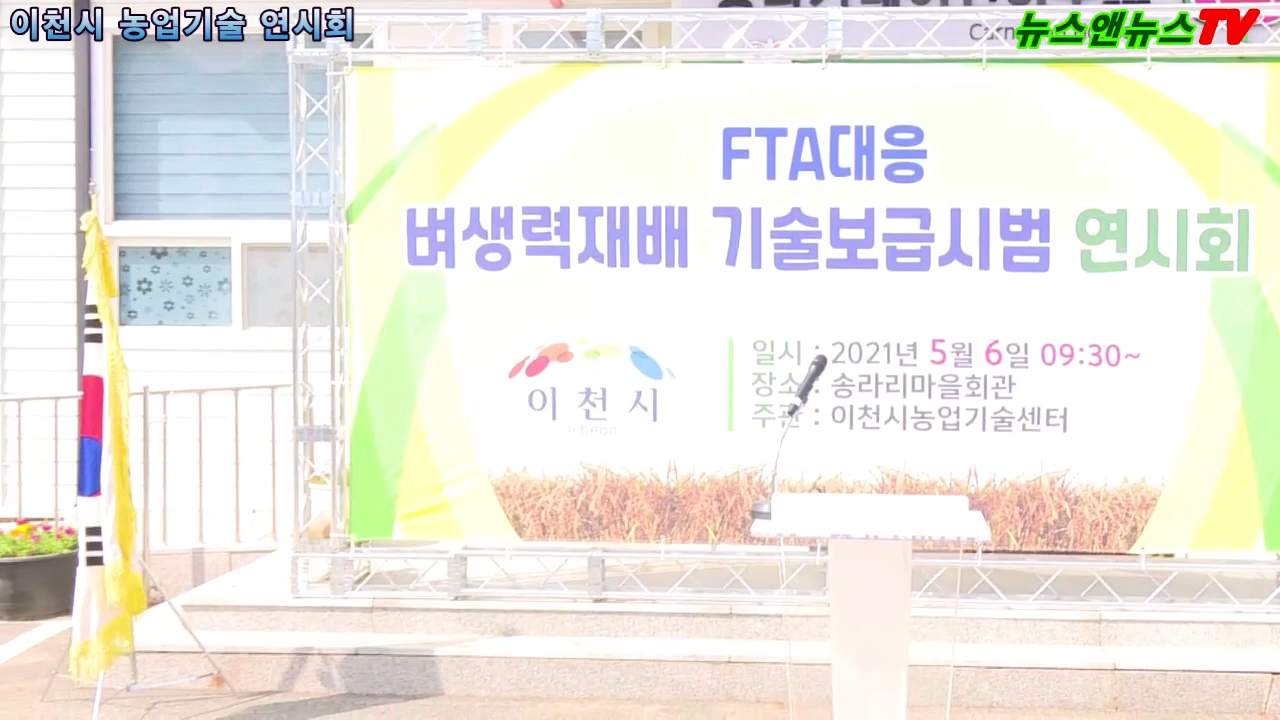 이천시 농업기술 연시회
뉴스앤뉴스TV
FTA대응
벼생력재배 기술보급시범 연시회
이천시
Icheon
일시 : 2021년 5월 6일 09:30~
장소 : 송라리마을회관
주관 : 이천시농업기술센터